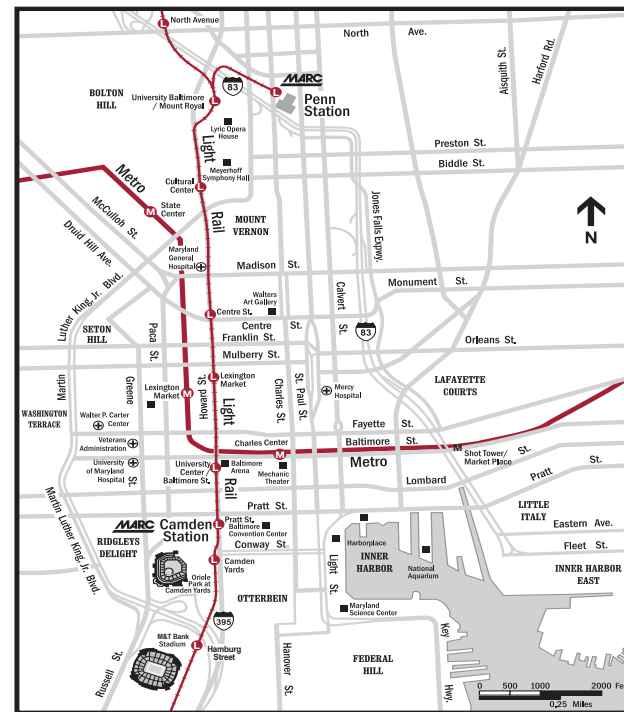 North Avenue
North Ave.
Aisquith St.
Harford Rd.
MARC
83
Penn
Station
BOLTON
HILL
University Baltimore
/ Mount Royal
Lyric Opera
House
Light
Preston St.
Biddle St.
Meyerhoff
Symphony Hall
Metro
Cultural
Center
State
Center
McCulloh St.
Druid Hill Ave.
Rail
MOUNT
VERNON
Jones Falls Expwy.
N
Maryland
General
Hospital
Madison St.
Monument St.
Luther King, Jr. Blvd.
Walters
Art Gallery
Calvert St.
Centre St.
Centre St.
83
SETON
HILL
Paca St.
Franklin St.
Orleans St.
Mulberry St.
Martin
Greene St.
Lexington
Market
Lexington
Market
Howard St.
Light
Charles St.
St. Paul St.
Mercy
Hospital
LAFAYETTE
COURTS
WASHINGTON
TERRACE
Walter P. Carter
Center
Fayette St.
Veterans
Administration
Charles Center
Baltimore St.
Metro
Shot Tower/
Market Place
University
of Maryland
Hospital
University
Center /
Baltimore St.
Rail
Baltimore
Arena
Mechanic
Theater
Lombard St.
Pratt St.
Martin Luther King, Jr. Blvd.
Pratt St.
LITTLE
ITALY
MARC
Camden
Station
Pratt St.
Baltimore
Convention Center
Eastern Ave.
RIDGLEYS
DELIGHT
Conway St.
Harborplace
Fleet St.
Camden
Yards
Light St.
INNER
HARBOR
National
Aquarium
INNER HARBOR
EAST
Oriole
Park at
Camden Yards
OTTERBEIN
Maryland
Science Center
395
M&T Bank
Stadium
Hamburg
Street
Russell St.
Hanover St.
FEDERAL
HILL
Key Hwy.
0 500 1000 2000 Fe
0.25 Miles